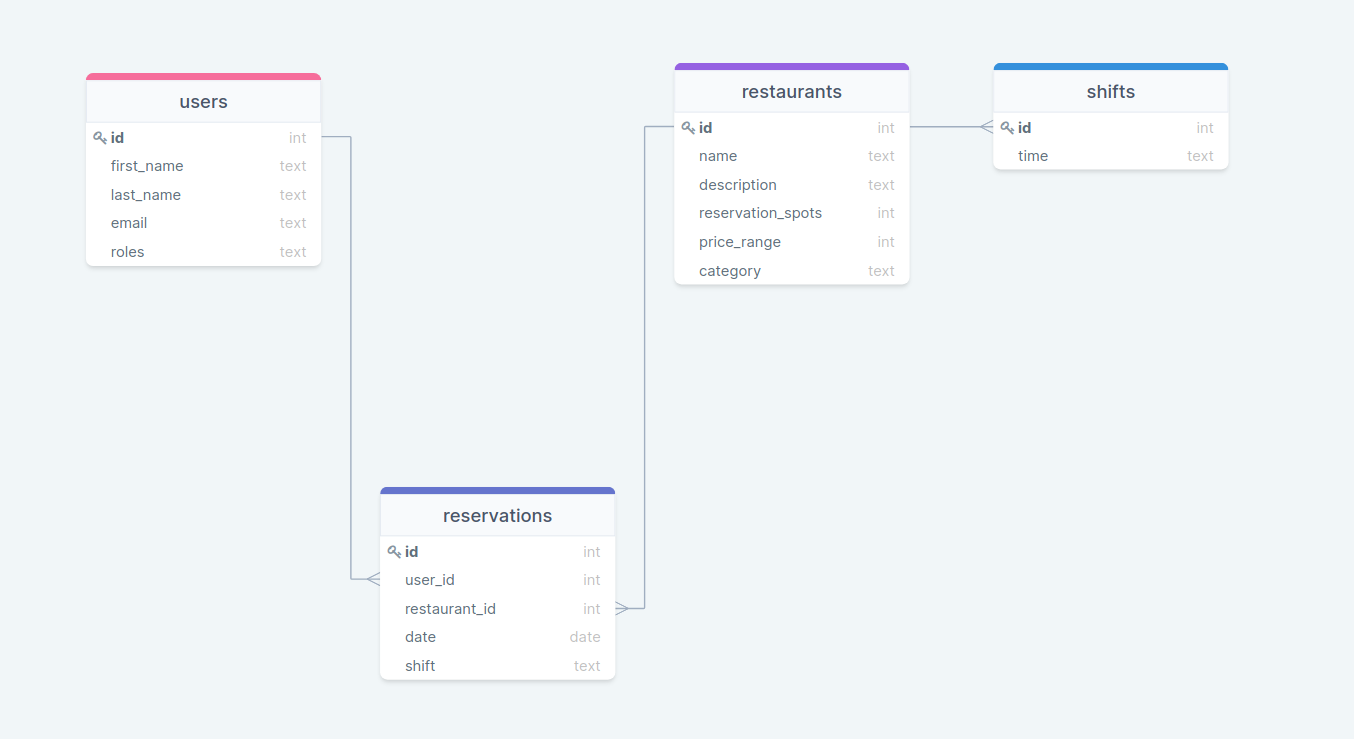 users
id int
first_name text
last_name text
email text
roles text
restaurants
id int
name text
description text
reservation_spots int
price_range int
category text
shifts
id int
time text
reservations
id int
user_id int
restaurant_id int
date date
shift text